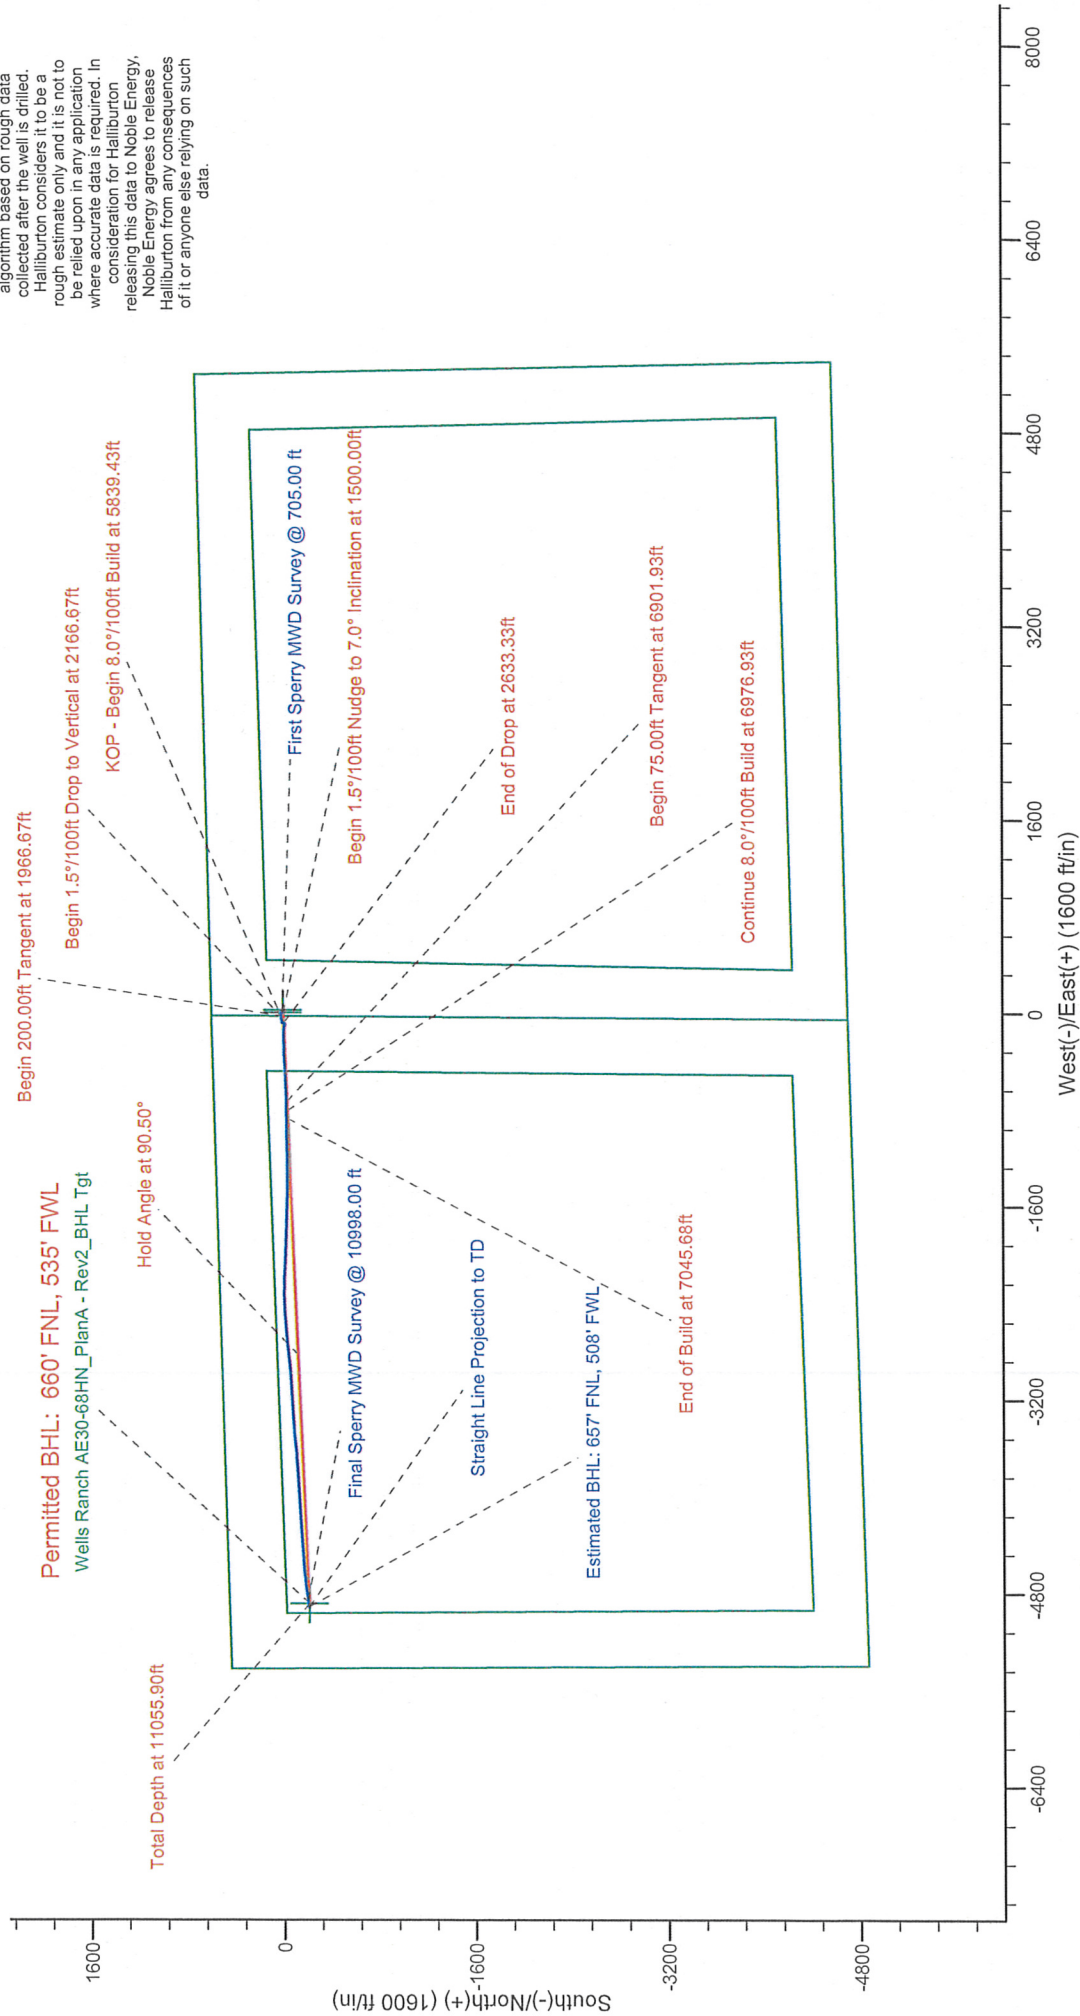 algorithm based on rough data
collected after the well is drilled.
Halliburton considers it to be a
rough estimate only and it is not to
be relied upon in any application
where accurate data is required. In
consideration for Halliburton
releasing this data to Noble Energy,
Noble Energy agrees to release
Halliburton from any consequences
of it or anyone else relying on such
data.
Begin 200.00ft Tangent at 1966.67ft
Permitted BHL: 660' FNL, 535' FWL
Begin 1.5°/100ft Drop to Vertical at 2166.67ft
Wells Ranch AE30-68HN_PlanA - Rev2_BHL Tgt
KOP - Begin 8.0°/100ft Build at 5839.43ft
Hold Angle at 90.50°
Total Depth at 11055.90ft
First Sperry MWD Survey @ 705.00 ft
Begin 1.5°/100ft Nudge to 7.0° Inclination at 1500.00ft
Final Sperry MWD Survey @ 10998.00 ft
Straight Line Projection to TD
End of Drop at 2633.33ft
Estimated BHL: 657' FNL, 508' FWL
Begin 75.00ft Tangent at 6901.93ft
End of Build at 7045.68ft
Continue 8.0°/100ft Build at 6976.93ft
1600
0
-1600
-3200
-4800
South(-)/North(+) (1600 ft/in)
-6400
-4800
-3200
-1600
0
1600
3200
4800
6400
8000
West(-)/East(+) (1600 ft/in)